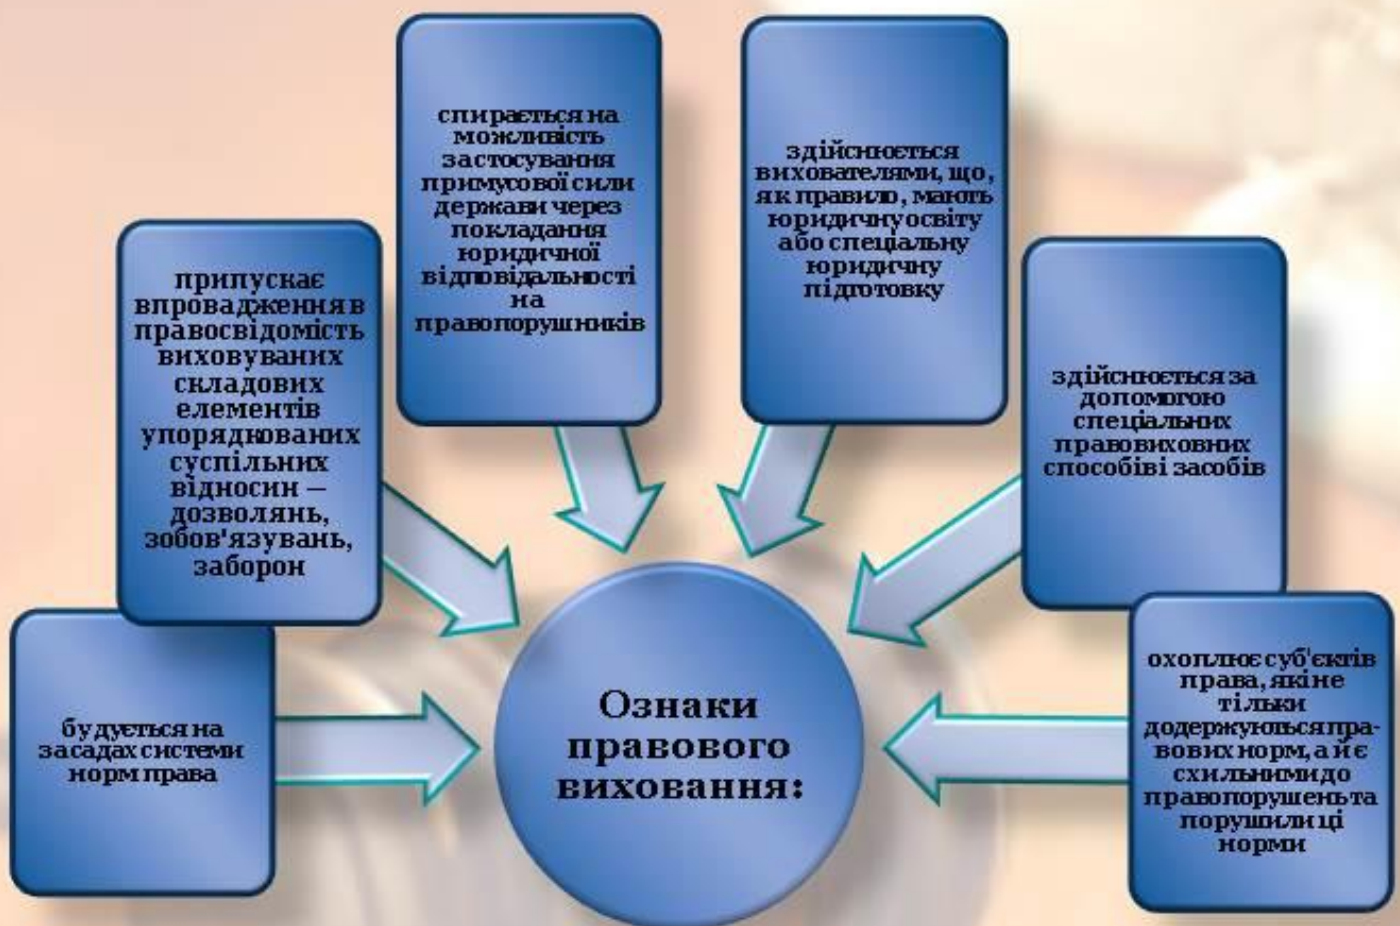 спирається на
можливість
застосування
примусової сили
держави через
покладання
юридичної
відповідальності
на
правопорушників
здійснюється
вихователями, що,
як правило, мають
юридичну освіту
або спеціальну
юридичну
підготовку
припускає
впровадження в
правосвідомість
виховуваних
складових
елементів
упорядкованих
суспільних
відносин —
дозволянь,
зобов'язувань,
заборон
здійснюється за
допомогою
спеціальних
правовиховних
способів і засобів
будується на
засадах системи
норм права
Ознаки
правового
виховання:
охоплює суб'єктів
права, які не
тільки
додержуються пра-
вових норм, а й є
схильними до
правопорушень та
порушили ці
норми